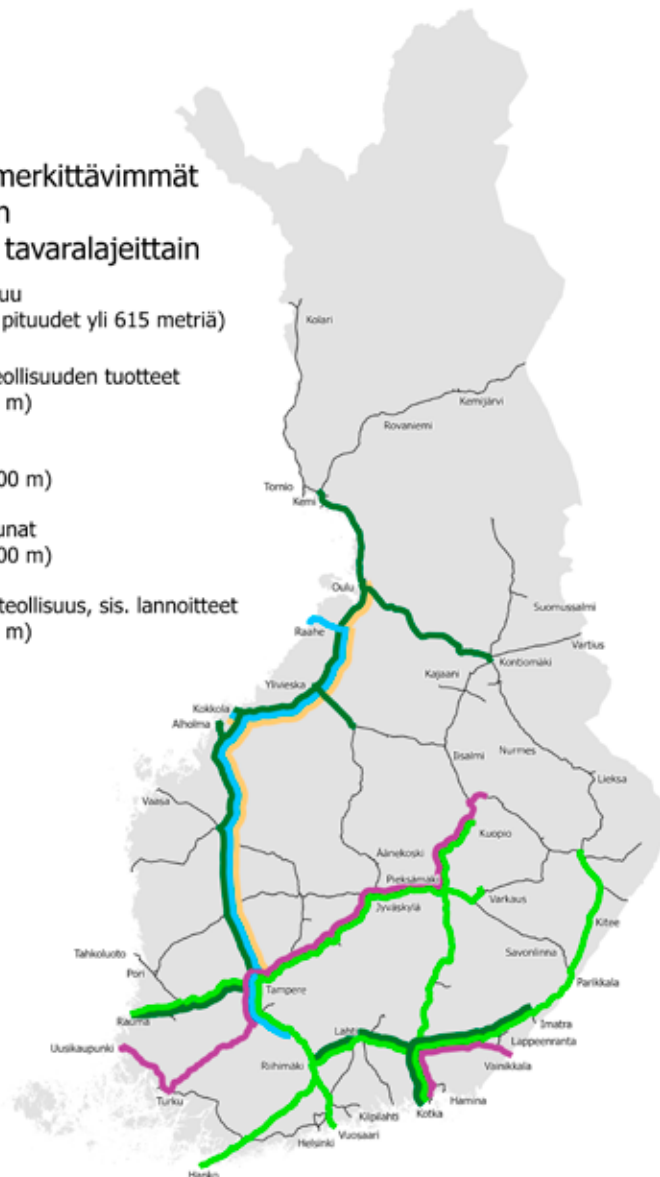 merkittävimmät
n
tavaralajeittain
uu
pituudet yli 615 metriä)
eollisuuden tuotteet
m)
00 m)
unat
00 m)
teollisuus, sis. lannoitteet
m)
Kolari
Kemijärvi
Rovaniemi
Tornio
Kemi
Oulu
Suomussalmi
Raahe
Vartius
Kontiomäki
Kajaani
Ylivieska
Kokkola
Alholma
Iisalmi
Nurmes
Lieksa
Vaasa
Kuopio
Äänekoski
Pieksämäki
Varkaus
Jyväskylä
Kitee
Savonlinna
Tahkoluoto
Pori
Parikkala
Tampere
Rauma
Imatra
Lahti
Lappeenranta
Uusikaupunki
Riihimäki
Vainikkala
Turku
Hamina
Kotka
Kilpilahti
Vuosaari
Helsinki
Hanko